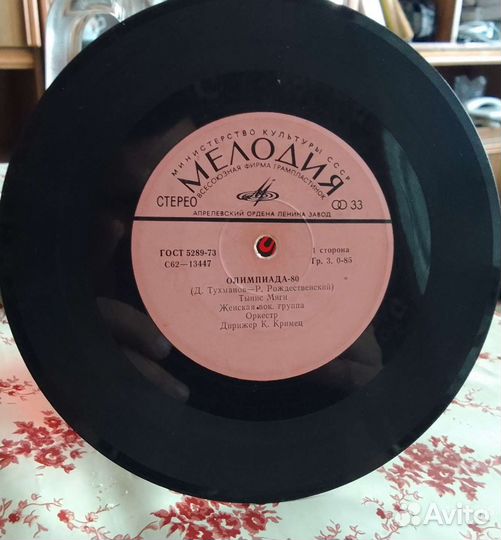 МИНИСТЕРСТВО КУЛЬТУРЫ СССР
МЕЛОДИЯ
ВСЕСОЮЗНАЯ ФИРМА ГРАМПЛАСТИНОК
СТЕРЕО 33
АПРЕЛЕВСКИЙ ОРДЕНА ЛЕНИНА ЗАВОД
ГОСТ 5289-73 1 сторона
С62—13447 Гр. 3. 0-85
ОЛИМПИАДА-80
(Д. Тухманов—Р. Рождественский)
Тынис Мяги
Женская вок. группа
Оркестр
Дирижер К. Кримец
Avito